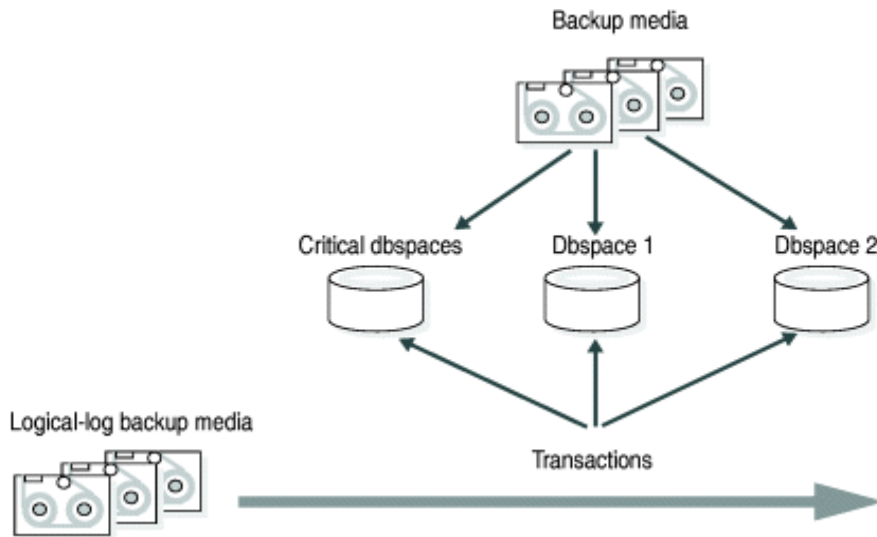 Backup media
Critical dbspaces
Dbspace 1
Dbspace 2
Logical-log backup media
Transactions